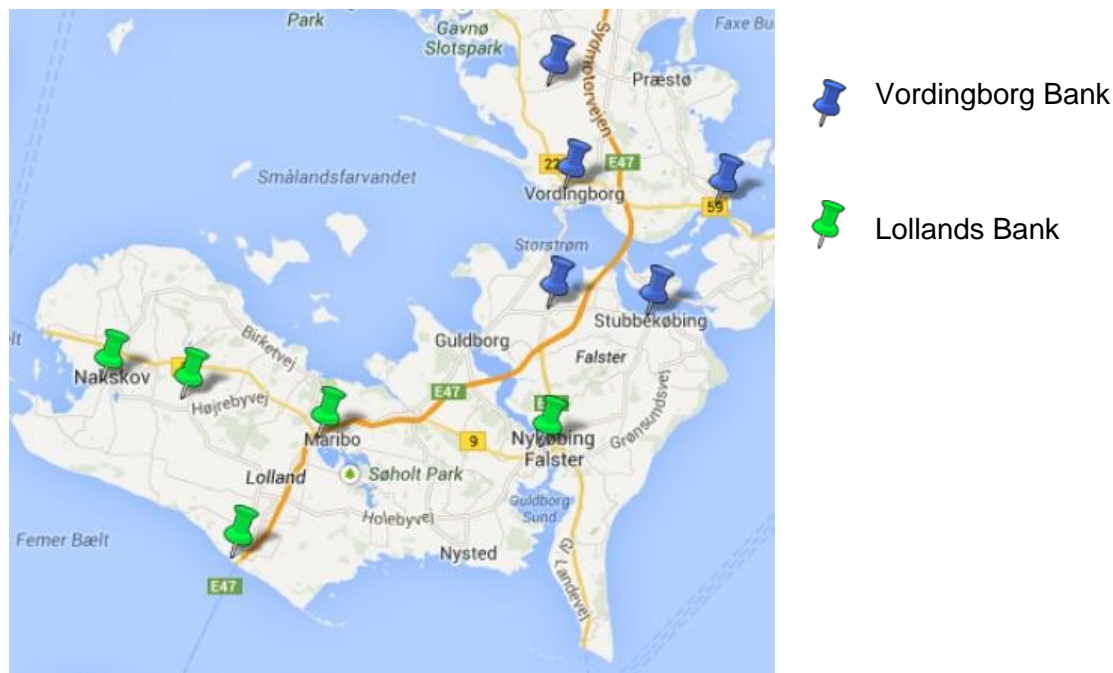 Park
Gavnø
Slotspark
Sydmotorvejen
Faxe Bu
Præstø
Vordingborg Bank
22
E47
Smålandsfarvandet
Vordingborg
59
Lollands Bank
Storstrøm
Stubbekøbing
Guldborg
Birketvej
Falster
Nakskov
Højrebyvej
E47
Grønsundsvej
Maribo
9
Nykøbing
Falster
Lolland
Søholt Park
Guldborg
Sund
Holebyvej
Femer Bælt
Nysted
E47
Gl. Landevej